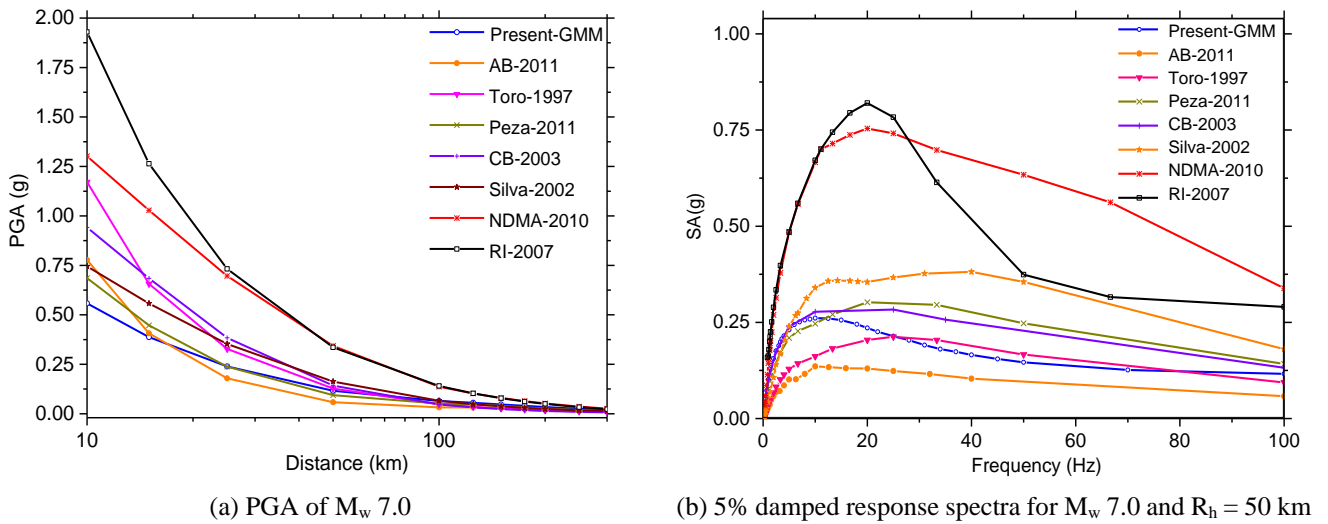 2.00
1.75
1.50
1.25
1.00
0.75
0.50
0.25
0.00
PGA (g)
10
100
Distance (km)
Present-GMM
AB-2011
Toro-1997
Peza-2011
CB-2003
Silva-2002
NDMA-2010
RI-2007
(a) PGA of Mw 7.0
1.00
0.75
0.50
0.25
0.00
SA(g)
0
20
40
60
80
100
Frequency (Hz)
Present-GMM
AB-2011
Toro-1997
Peza-2011
CB-2003
Silva-2002
NDMA-2010
RI-2007
(b) 5% damped response spectra for Mw 7.0 and Rh = 50 km